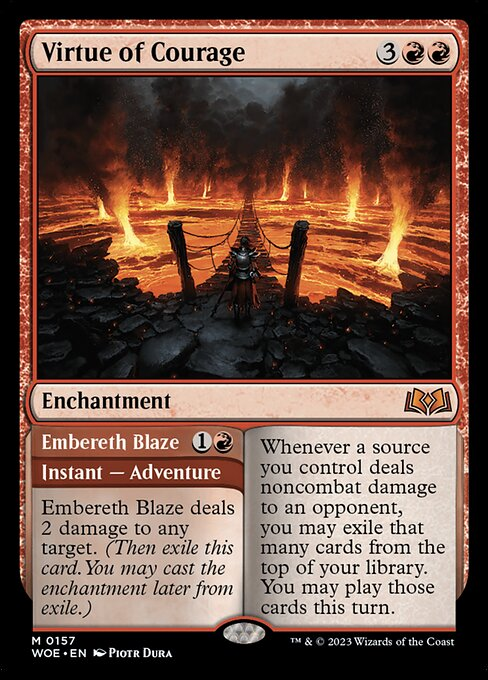 Virtue of Courage 3
Enchantment
Embereth Blaze 1
Instant — Adventure
Embereth Blaze deals
2 damage to any
target. (Then exile this
card. You may cast the
enchantment later from
exile.)
Whenever a source
you control deals
noncombat damage
to an opponent,
you may exile that
many cards from the
top of your library.
You may play those
cards this turn.
M 0157
WOE • EN Piotr Dura
™ & © 2023 Wizards of the Coast